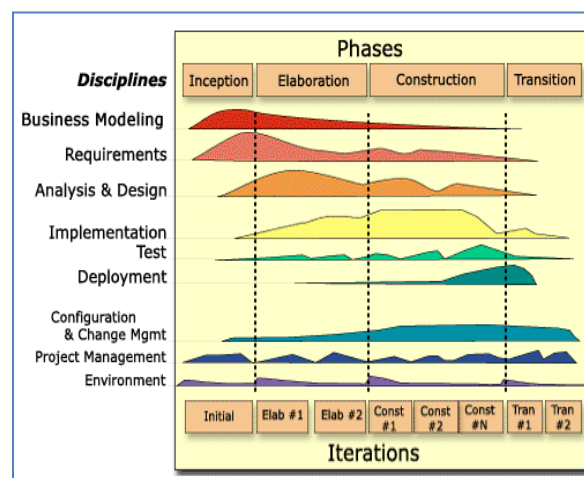 Phases
Disciplines
Inception
Elaboration
Construction
Transition
Business Modeling
Requirements
Analysis & Design
Implementation
Test
Deployment
Configuration
& Change Mgmt
Project Management
Environment
Initial
Elab #1
Elab #2
Const
#1
Const
#2
Const
#N
Tran
#1
Tran
#2
Iterations